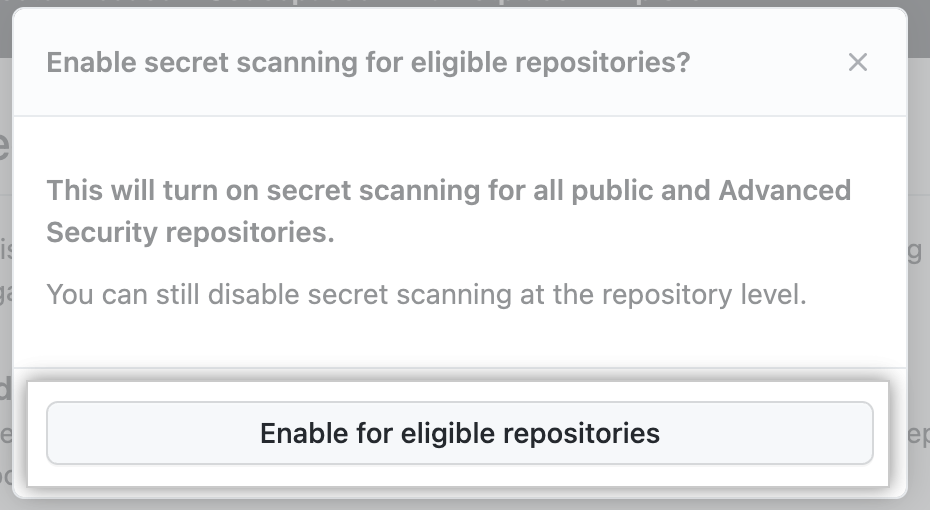 Enable secret scanning for eligible repositories?
This will turn on secret scanning for all public and Advanced
Security repositories.
You can still disable secret scanning at the repository level.
Enable for eligible repositories